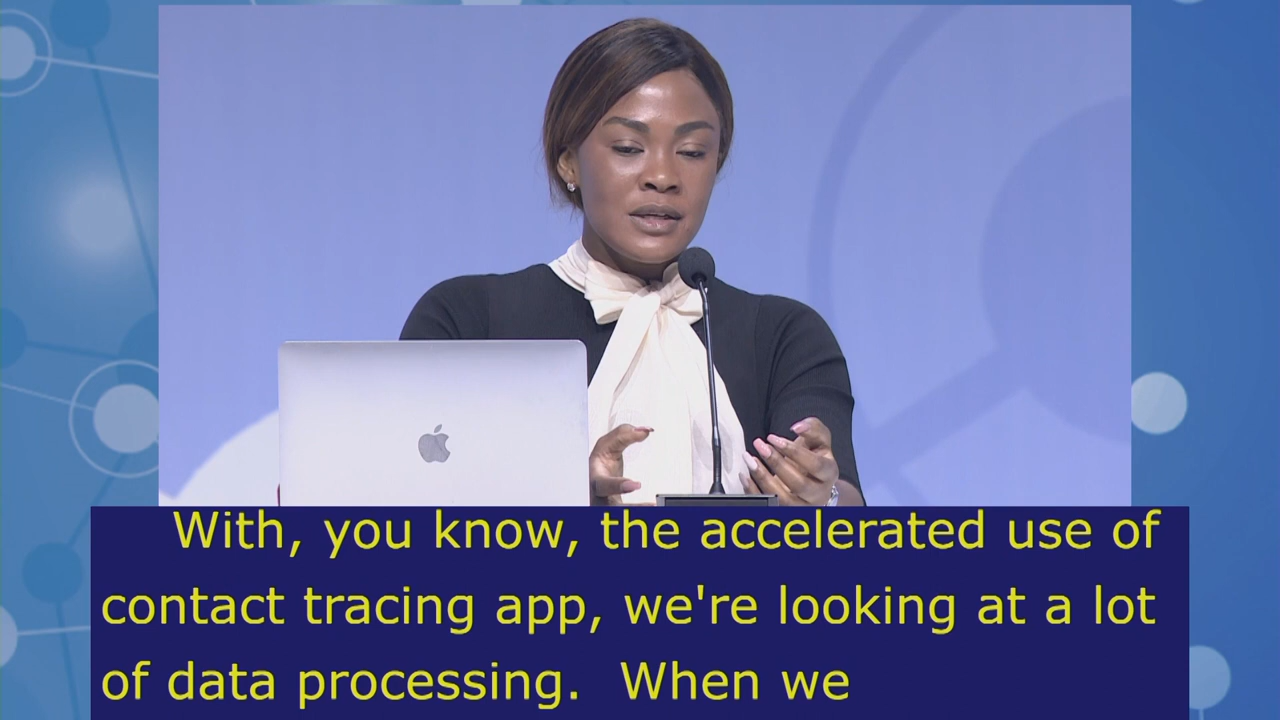 With, you know, the accelerated use of
contact tracing app, we're looking at a lot
of data processing.  When we